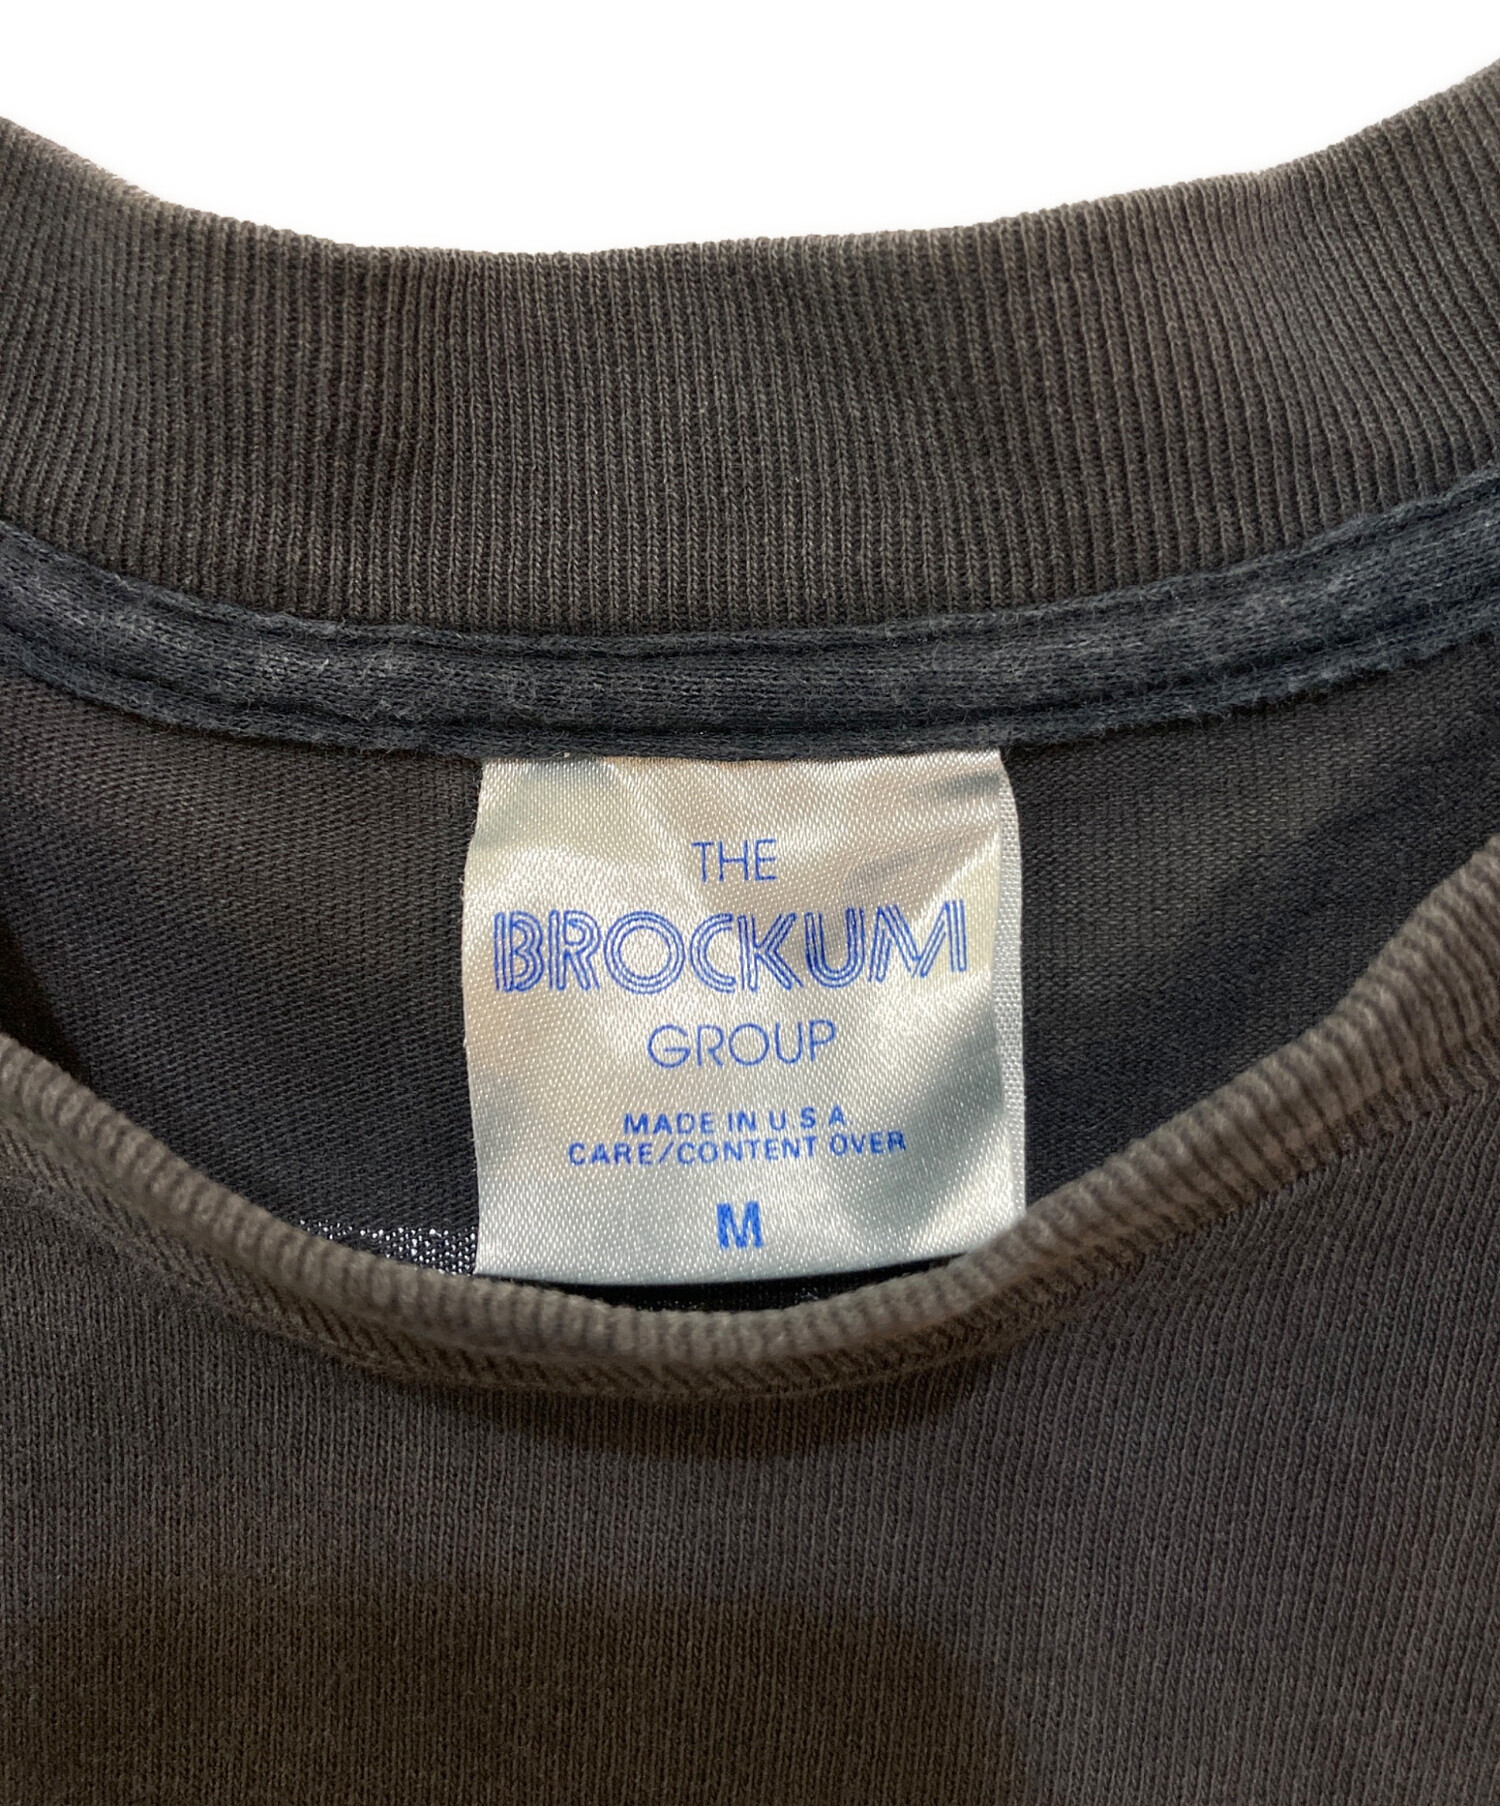 THE
BROCKUM
GROUP
MADE IN U S A
CARE/CONTENT OVER
M